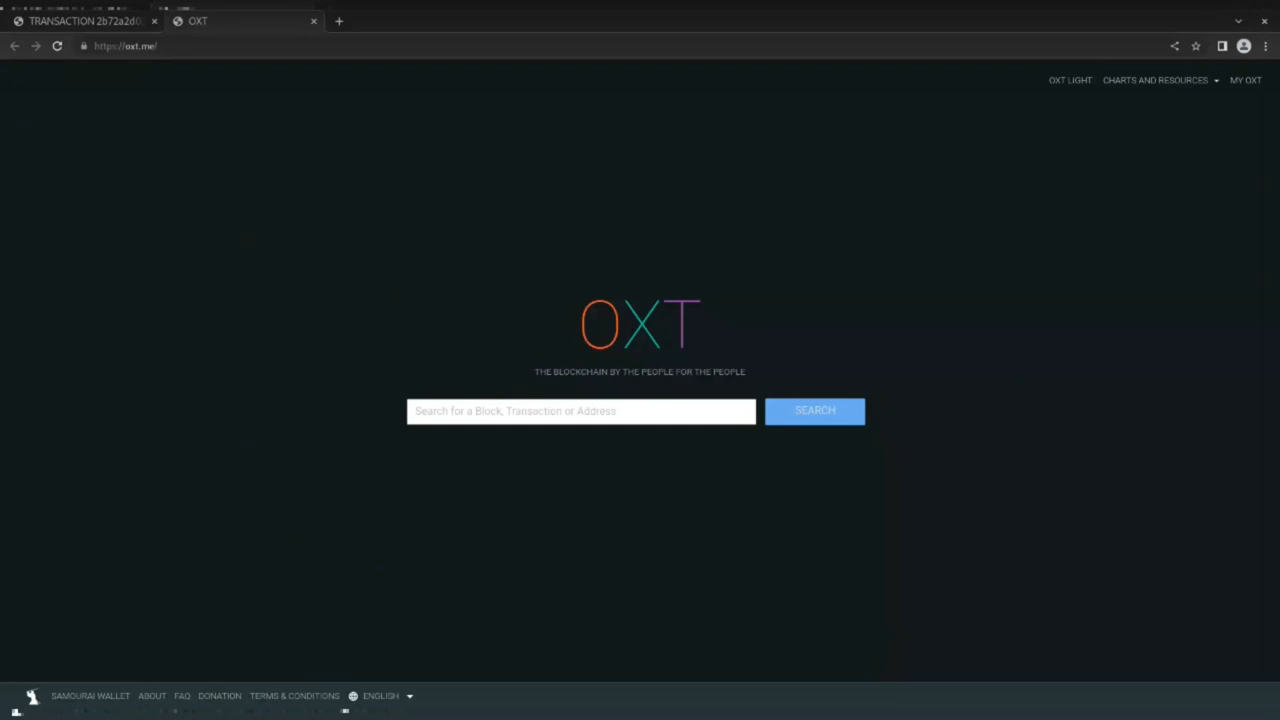 TRANSACTION 2b72a2d0
OXT
https://oxt.me/
OXT LIGHT CHARTS AND RESOURCES MY OXT
OXT
THE BLOCKCHAIN BY THE PEOPLE FOR THE PEOPLE
Search for a Block, Transaction or Address
SEARCH
SAMOURAI WALLET ABOUT FAQ DONATION TERMS & CONDITIONS ENGLISH